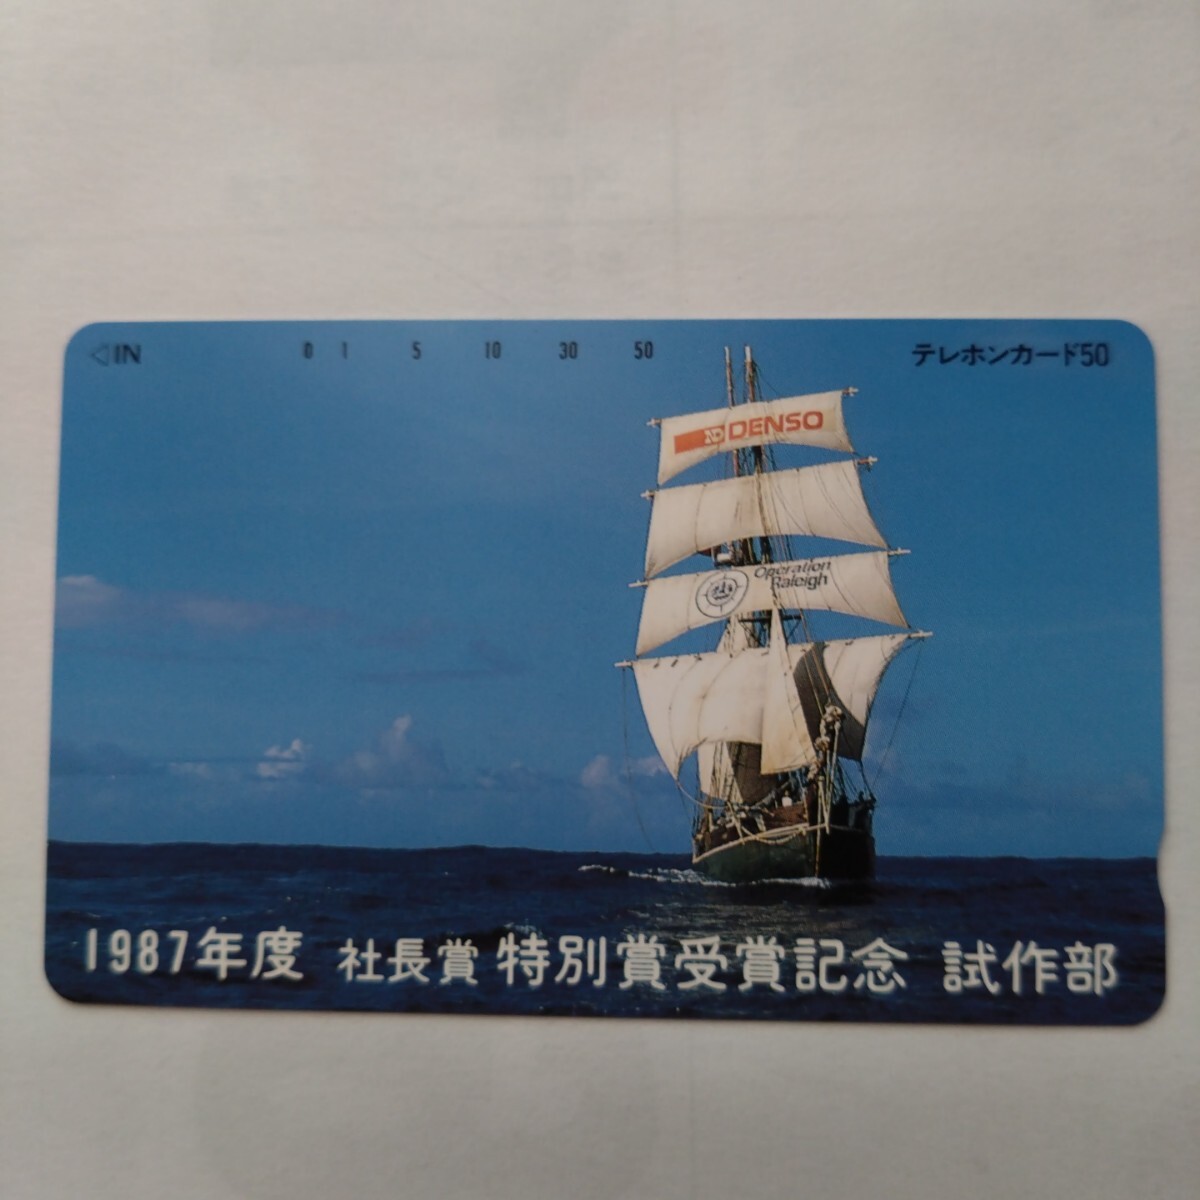 ◁IN 0 1 5 10 30 50 テレホンカード50
ND DENSO
Operation
Raleigh
1987年度 社長賞 特別賞受賞記念 試作部